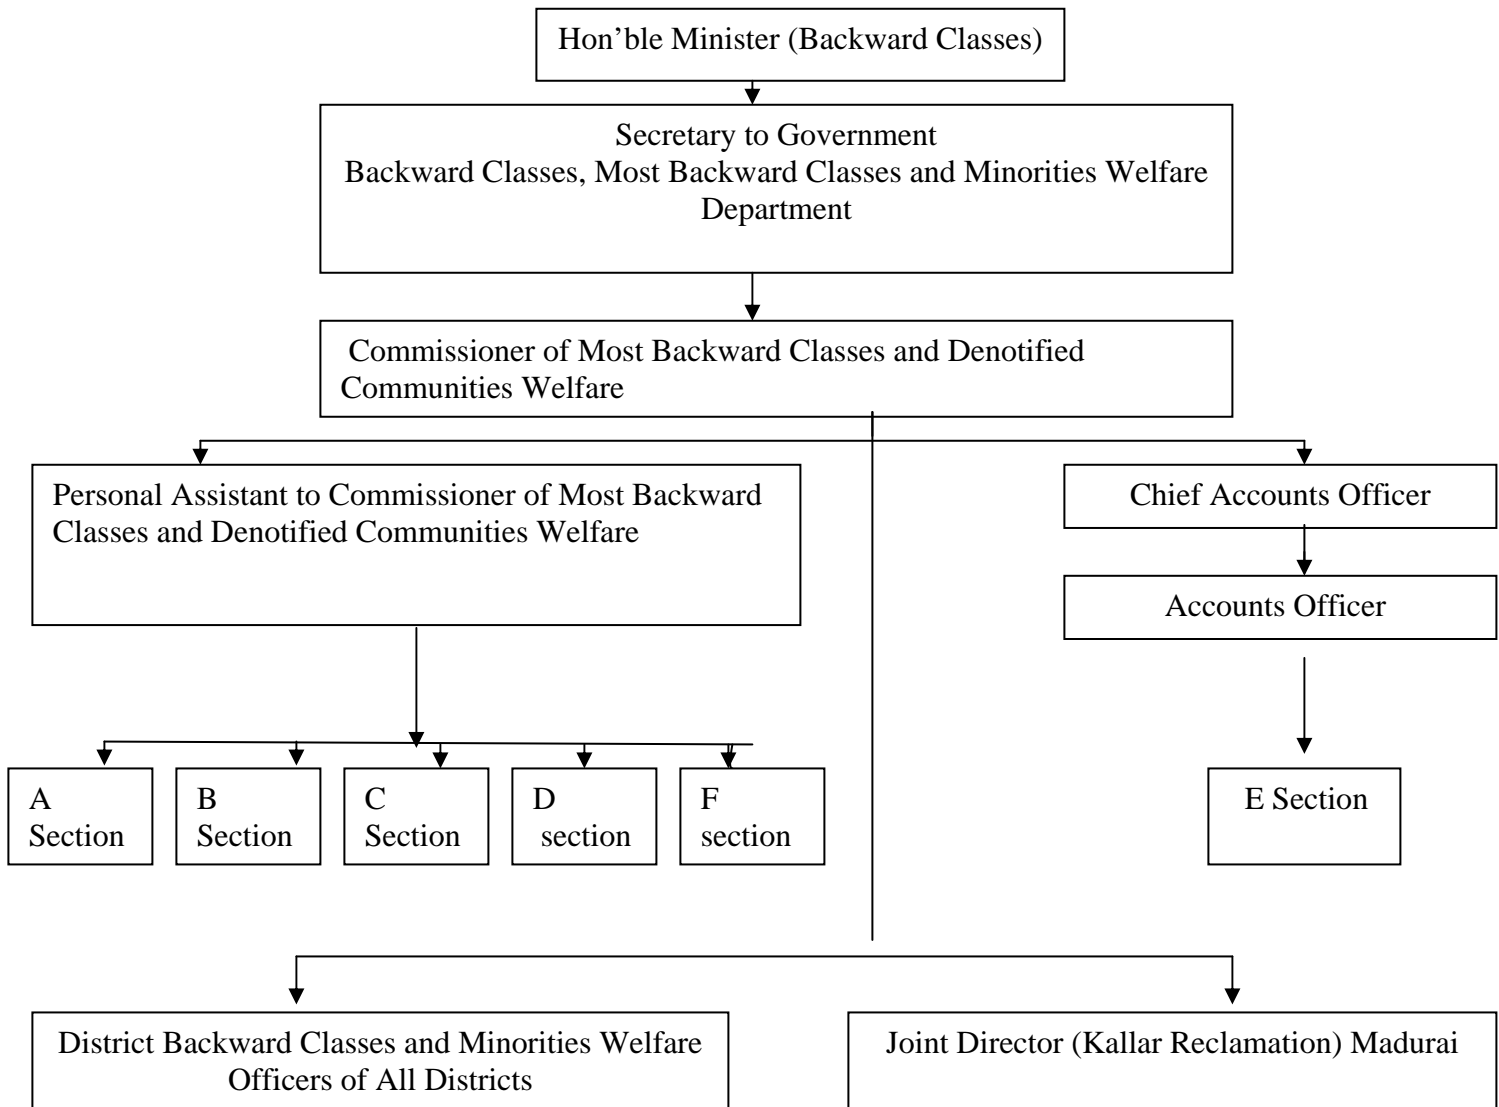 Hon’ble Minister (Backward Classes)
Secretary to Government
Backward Classes, Most Backward Classes and Minorities Welfare
Department
Commissioner of Most Backward Classes and Denotified
Communities Welfare
Personal Assistant to Commissioner of Most Backward
Classes and Denotified Communities Welfare
Chief Accounts Officer
Accounts Officer
A
Section
B
Section
C
Section
D
section
F
section
E Section
District Backward Classes and Minorities Welfare
Officers of All Districts
Joint Director (Kallar Reclamation) Madurai